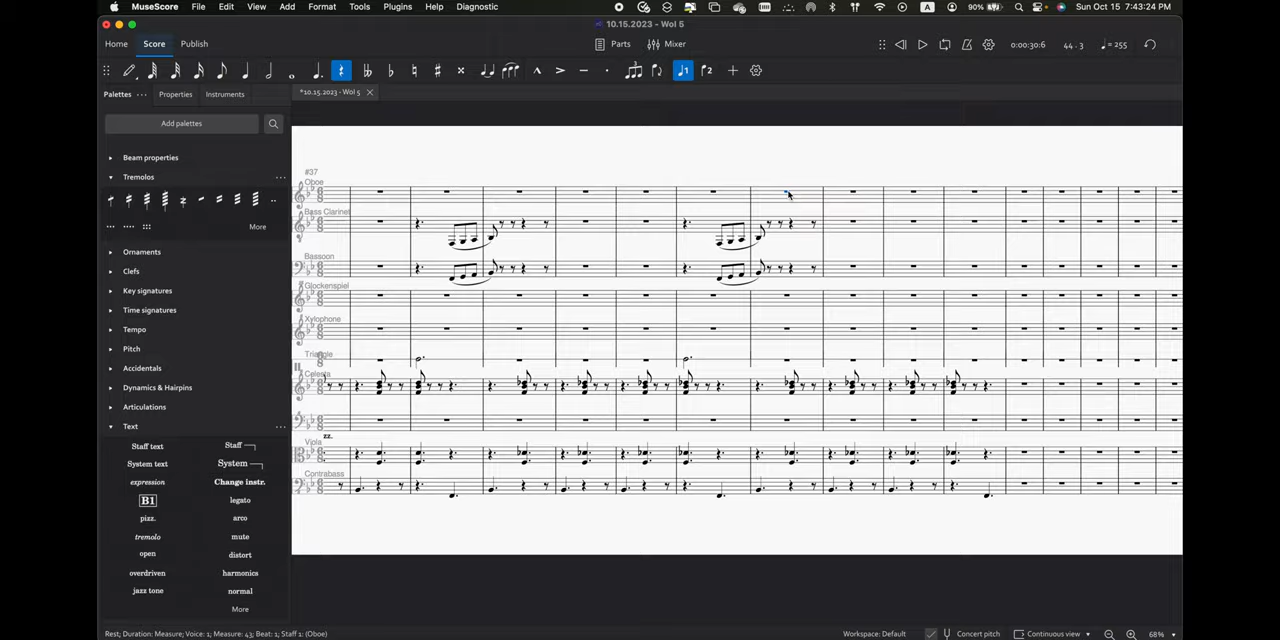 MuseScore File Edit View Add Format Tools Plugins Help Diagnostic
A 90% Sun Oct 15 7:43:24 PM
10.15.2023 - Wol 5
Home Score Publish
Parts Mixer
0:00:30:6 44 . 3 = 255
1 2
Palettes Properties Instruments
*10.15.2023 - Wol 5
Add palettes
Beam properties
Tremolos
More
Ornaments
Clefs
Key signatures
Time signatures
Tempo
Pitch
Accidentals
Dynamics & Hairpins
Articulations
Text
Staff text Staff
System text System
expression Change instr.
B1 legato
pizz. arco
tremolo mute
open distort
overdriven harmonics
jazz tone normal
More
#37
Oboe
Bass Clarinet
Bassoon
Glockenspiel
Xylophone
Triangle
Celesta
zz.
Viola
Contrabass
Rest; Duration: Measure; Voice: 1; Measure: 43; Beat: 1; Staff 1: (Oboe)
Workspace: Default Concert pitch Continuous view 68%